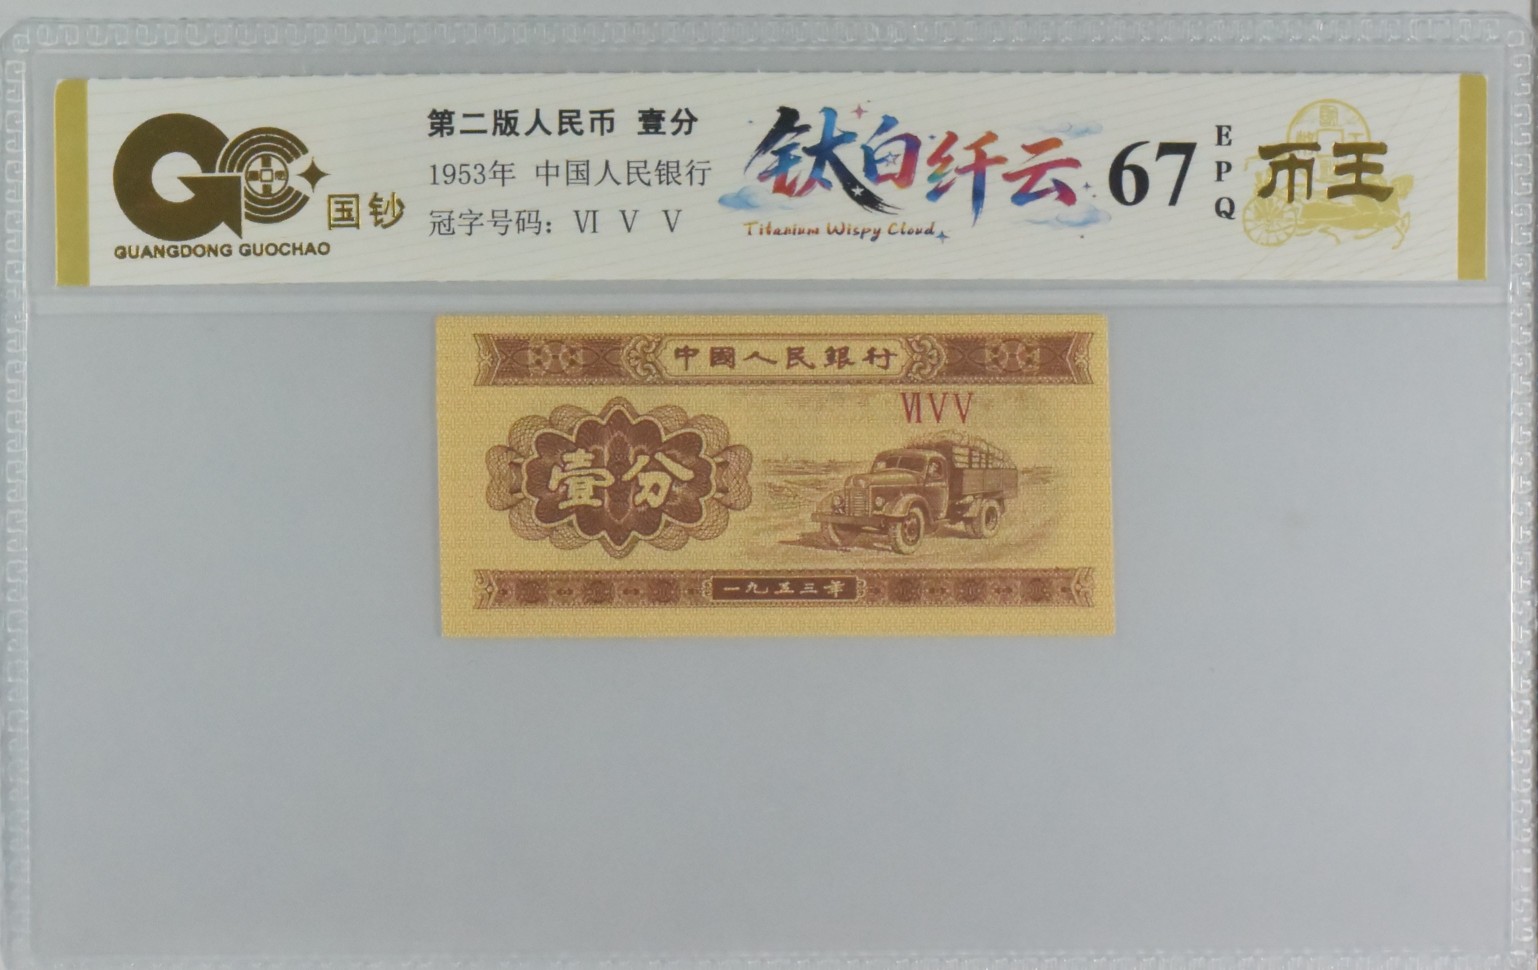 国钞
QUANGDONG GUOCHAO
第二版人民币 壹分
1953年 中国人民银行
冠字号码：Ⅵ Ⅴ Ⅴ
钛白纤云
Titanium Wispy Cloud
67
EPQ
币王
中國人民銀行
ⅥⅤⅤ
壹分
一九五三年